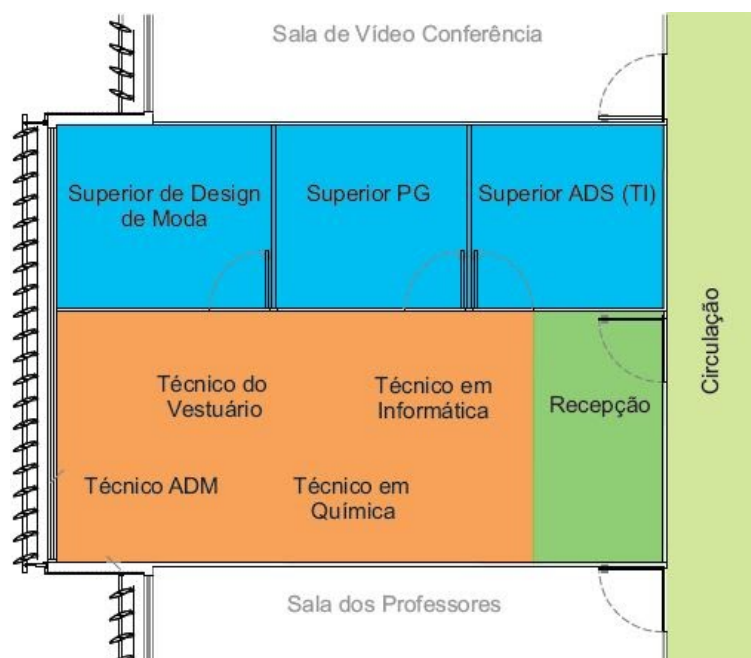 Sala de Vídeo Conferência
Superior de Design
de Moda
Superior PG
Superior ADS (TI)
Circulação
Técnico do
Vestuário
Técnico em
Informática
Recepção
Técnico ADM
Técnico em
Química
Sala dos Professores